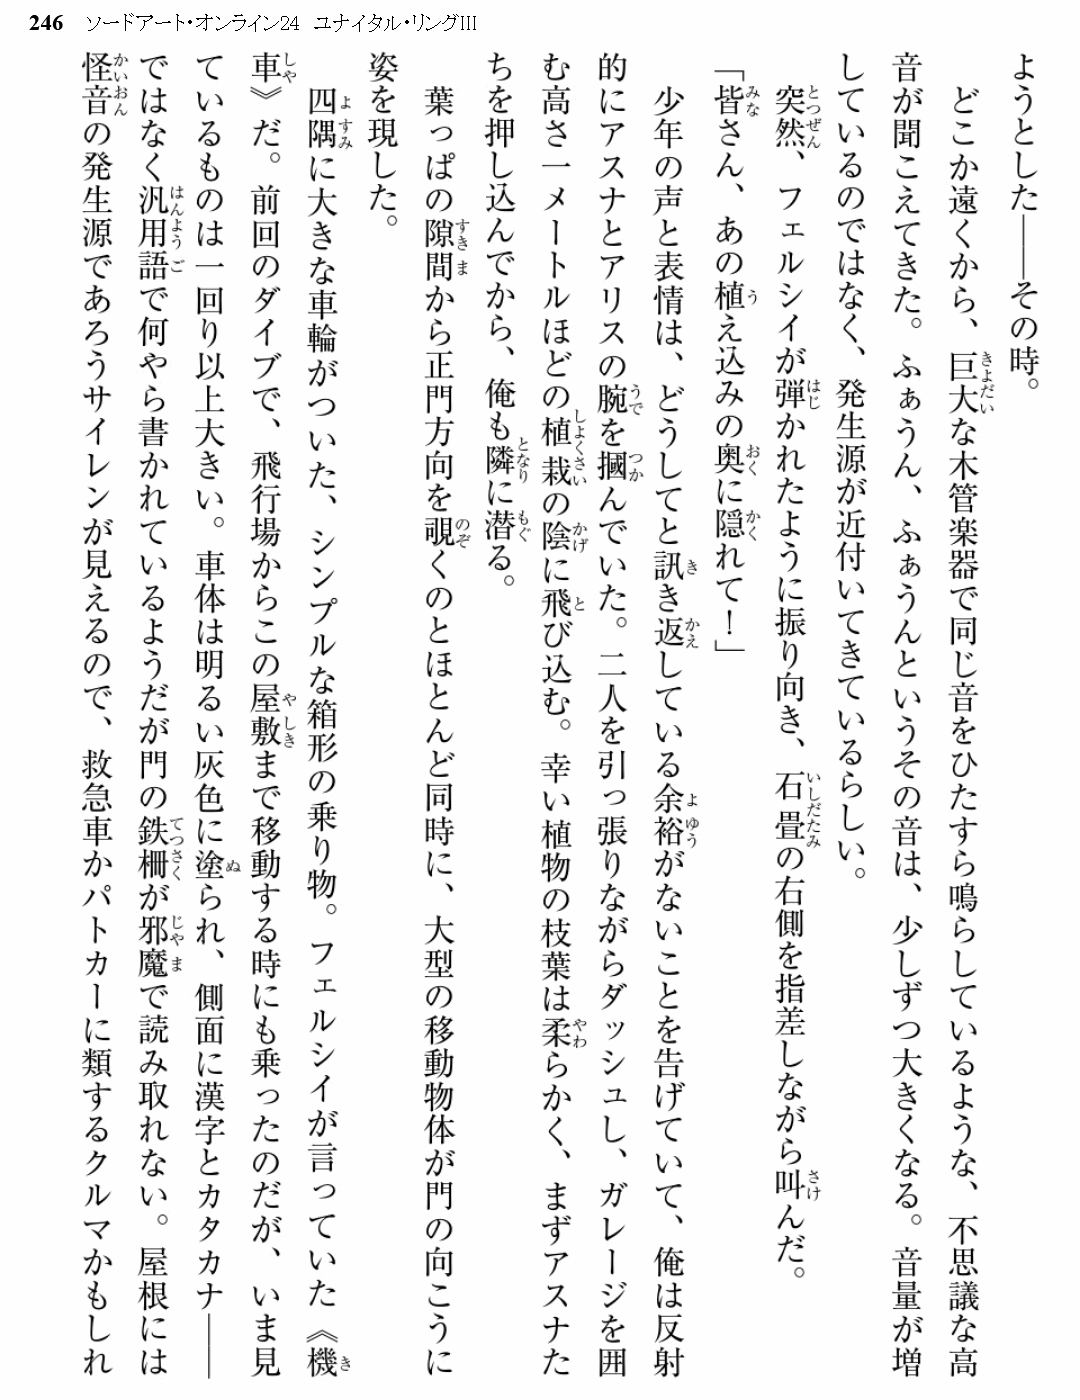 246 ソードアート・オンライン24 ユナイタル・リングIII
ようとした――その時。
どこか遠くから、巨大な木管楽器で同じ音をひたすら鳴らしているような、不思議な高
音が聞こえてきた。ふぁうん、ふぁうんというその音は、少しずつ大きくなる。音量が増
しているのではなく、発生源が近付いてきているらしい。
突然、フェルシイが弾かれたように振り向き、石畳の右側を指差しながら叫んだ。
「皆さん、あの植え込みの奥に隠れて！」
少年の声と表情は、どうしてと訊き返している余裕がないことを告げていて、俺は反射
的にアスナとアリスの腕を摑んでいた。二人を引っ張りながらダッシュし、ガレージを囲
む高さ一メートルほどの植栽の陰に飛び込む。幸い植物の枝葉は柔らかく、まずアスナた
ちを押し込んでから、俺も隣に潜る。
葉っぱの隙間から正門方向を覗くのとほとんど同時に、大型の移動物体が門の向こうに
姿を現した。
四隅に大きな車輪がついた、シンプルな箱形の乗り物。フェルシイが言っていた《機
車》だ。前回のダイブで、飛行場からこの屋敷まで移動する時にも乗ったのだが、いま見
ているものは一回り以上大きい。車体は明るい灰色に塗られ、側面に漢字とカタカナ――
ではなく汎用語で何やら書かれているようだが門の鉄柵が邪魔で読み取れない。屋根には
怪音の発生源であろうサイレンが見えるので、救急車かパトカーに類するクルマかもしれ